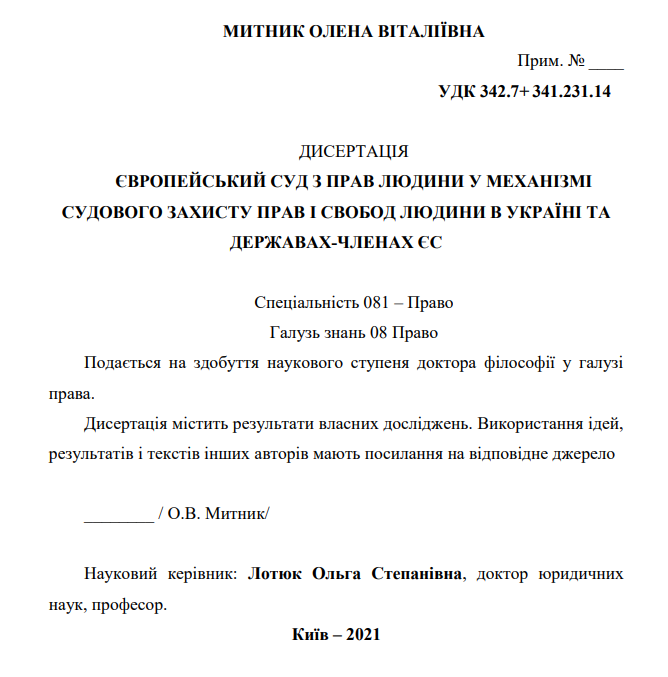 МИТНИК ОЛЕНА ВІТАЛІЇВНА
Прим. № ____
УДК 342.7+ 341.231.14
ДИСЕРТАЦІЯ
ЄВРОПЕЙСЬКИЙ СУД З ПРАВ ЛЮДИНИ У МЕХАНІЗМІ
СУДОВОГО ЗАХИСТУ ПРАВ І СВОБОД ЛЮДИНИ В УКРАЇНІ ТА
ДЕРЖАВАХ-ЧЛЕНАХ ЄС
Спеціальність 081 – Право
Галузь знань 08 Право
Подається на здобуття наукового ступеня доктора філософії у галузі
права.
Дисертація містить результати власних досліджень. Використання ідей,
результатів і текстів інших авторів мають посилання на відповідне джерело
________ / О.В. Митник/
Науковий керівник: Лотюк Ольга Степанівна, доктор юридичних
наук, професор.
Київ – 2021